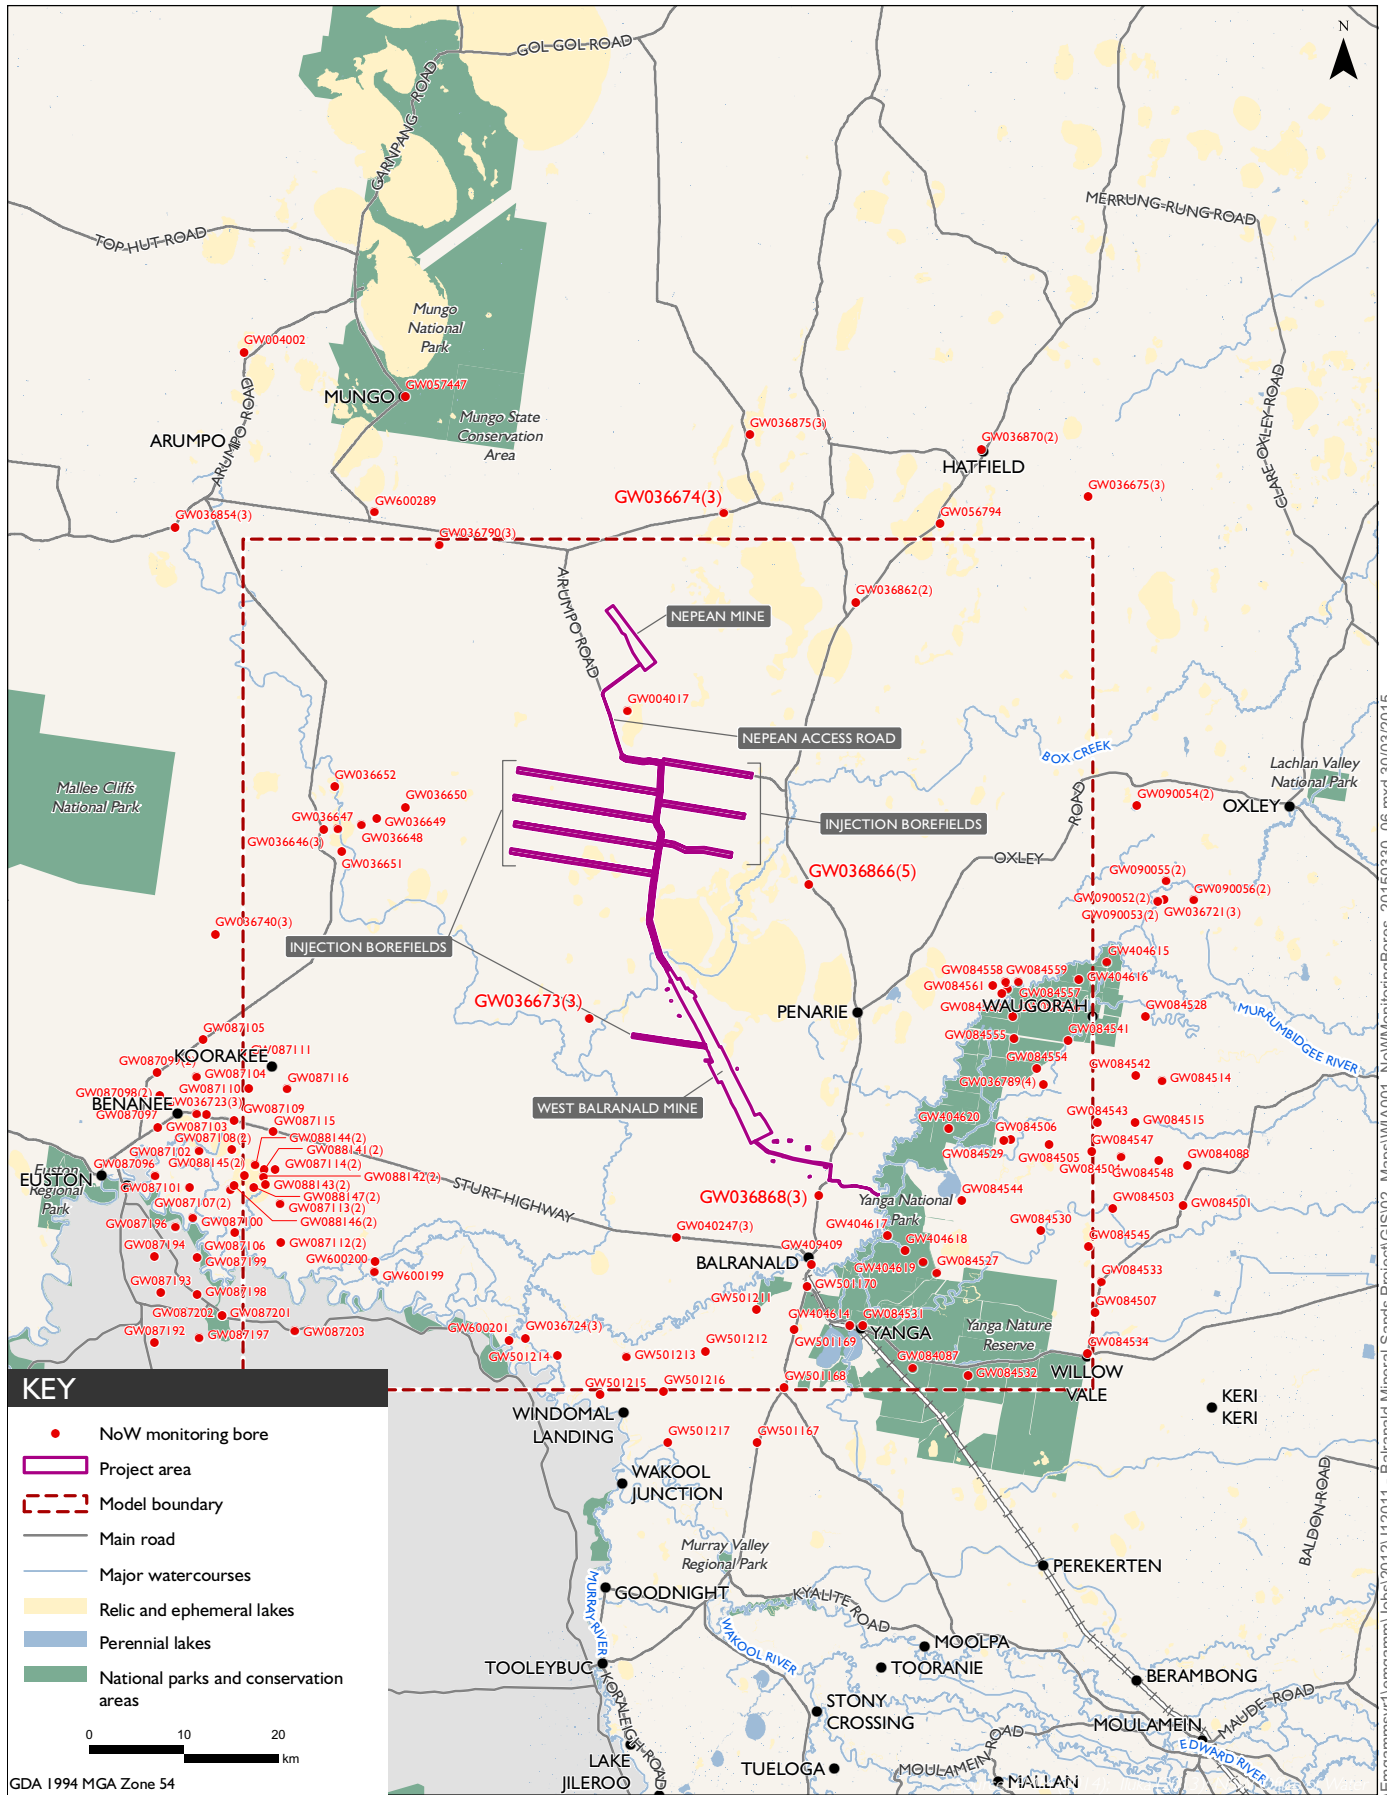 N
GOL GOL ROAD
GARNPANG ROAD
MERRUNG-RUNG ROAD
TOP HUT ROAD
Mungo
National
Park
GW004002
GW057447
MUNGO
Mungo State
Conservation
Area
ARUMPO
ARUMPO ROAD
GW036875(3)
GW036870(2)
HATFIELD
CLARE-OXLEY ROAD
GW036675(3)
GW036674(3)
GW600289
GW036854(3)
GW056794
GW036790(3)
ARUMPO ROAD
GW036862(2)
NEPEAN MINE
GW004017
NEPEAN ACCESS ROAD
BOX CREEK
Lachlan Valley
National Park
Mallee Cliffs
National Park
GW036652
GW036650
GW036647
GW036649
GW036648
GW036646(3)
GW036651
ROAD
GW090054(2)
OXLEY
INJECTION BOREFIELDS
OXLEY
GW036866(5)
GW090055(2)
GW090056(2)
GW090052(2)
GW090053(2)
GW036721(3)
GW036740(3)
INJECTION BOREFIELDS
GW404615
GW084558
GW084559
GW404616
GW084561
GW084557
GW036673(3)
PENARIE
WAUGORAH
GW084528
MURRUMBIDGEE RIVER
GW084555
GW084541
GW087105
KOORAKEE
GW087111
GW084554
GW087099(2)
GW087104
GW087116
GW087110
GW036789(4)
GW084542
GW084514
GW087098(2)
BENANEE
GW036723(3)
GW087097
GW087109
WEST BALRANALD MINE
GW404620
GW084506
GW084543
GW084515
GW087103
GW087115
GW087108(2)
GW088144(2)
GW088141(2)
GW087102
GW084529
GW084505
GW084547
GW084504
GW084548
GW084088
GW087096
GW088145(2)
GW087114(2)
GW088142(2)
EUSTON
Euston
Regional
Park
GW087101
GW088143(2)
GW088147(2)
GW087113(2)
GW088146(2)
GW087107(2)
STURT HIGHWAY
GW036868(3)
Yanga National
Park
GW084544
GW084503
GW084501
GW087196
GW087100
GW040247(3)
GW404617
GW084530
GW087194
GW087106
GW087112(2)
GW409409
GW404618
GW084545
GW087199
GW600200
GW600199
BALRANALD
GW404619
GW084527
GW087193
GW087198
GW501170
GW084533
GW501211
GW084507
GW087202
GW087201
GW087192
GW087197
GW087203
GW600201
GW036724(3)
GW404614
GW084531
YANGA
Yanga Nature
Reserve
GW501212
GW501169
GW084534
GW501214
GW501213
GW084087
GW084532
WILLOW
VALE
GW501215
GW501216
GW501168
KERI
KERI
WINDOMAL
LANDING
GW501217
GW501167
WAKOOL
JUNCTION
BALDON ROAD
Murray Valley
Regional Park
PEREKERTEN
MURRAY RIVER
GOODNIGHT
KYALITE ROAD
WAKOOL RIVER
MOOLPA
TOOLEYBUC
TOORANIE
BERAMBONG
KORALEIGH ROAD
STONY
CROSSING
MOULAMEIN
MAUDE ROAD
EDWARD RIVER
LAKE
JILEROO
TUELOGA
MOULAMEIN ROAD
MALLAN
KEY
NoW monitoring bore
Project area
Model boundary
Main road
Major watercourses
Relic and ephemeral lakes
Perennial lakes
National parks and conservation
areas
0 10 20
km
GDA 1994 MGA Zone 54